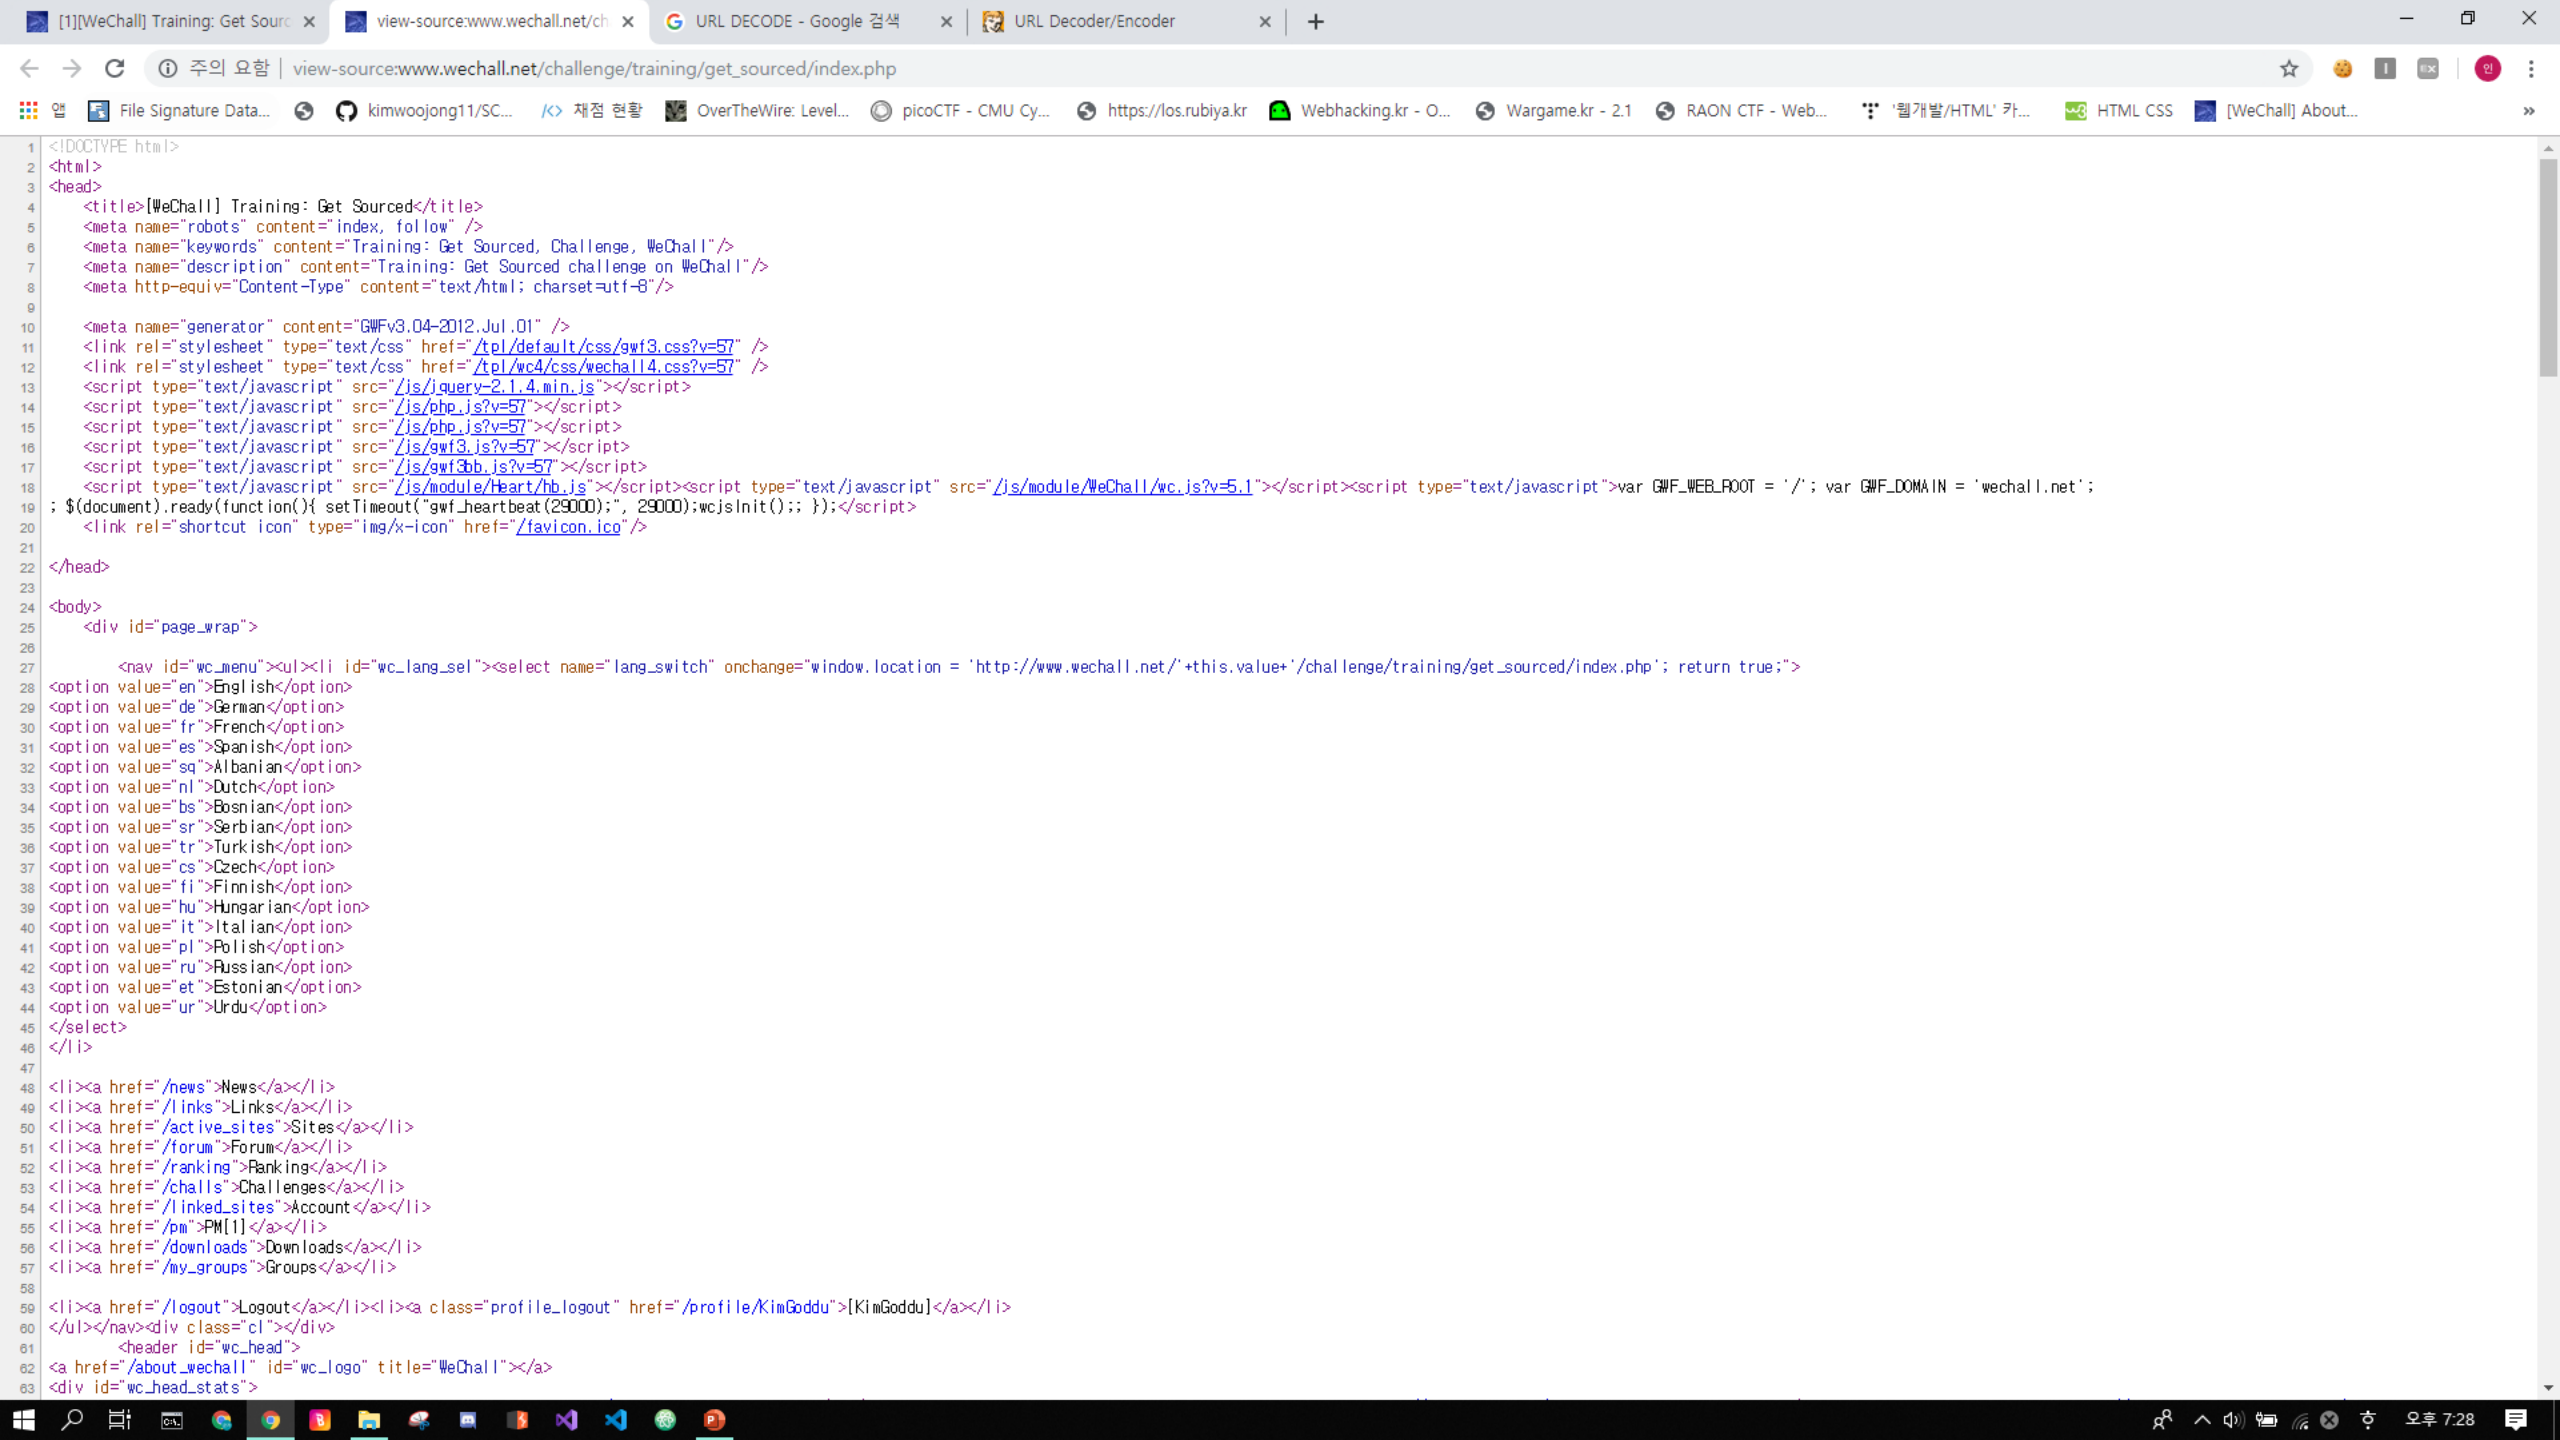 [1][WeChall] Training: Get Sourc
view-source:www.wechall.net/ch
URL DECODE - Google 검색
URL Decoder/Encoder
주의 요함 | view-source:www.wechall.net/challenge/training/get_sourced/index.php
앱 File Signature Data... kimwoojong11/SC... 채점 현황 OverTheWire: Level... picoCTF - CMU Cy... https://los.rubiya.kr Webhacking.kr - O... Wargame.kr - 2.1 RAON CTF - Web... '웹개발/HTML' 카... HTML CSS [WeChall] About... »
1 <!DOCTYPE html>
2 <html>
3 <head>
4 <title>[WeChall] Training: Get Sourced</title>
5 <meta name="robots" content="index, follow" />
6 <meta name="keywords" content="Training: Get Sourced, Challenge, WeChall"/>
7 <meta name="description" content="Training: Get Sourced challenge on WeChall"/>
8 <meta http-equiv="Content-Type" content="text/html; charset=utf-8"/>
9
10 <meta name="generator" content="GWFv3.04-2012.Jul.01" />
11 <link rel="stylesheet" type="text/css" href="/tpl/default/css/gwf3.css?v=57" />
12 <link rel="stylesheet" type="text/css" href="/tpl/wc4/css/wechall4.css?v=57" />
13 <script type="text/javascript" src="/js/jquery-2.1.4.min.js"></script>
14 <script type="text/javascript" src="/js/php.js?v=57"></script>
15 <script type="text/javascript" src="/js/php.js?v=57"></script>
16 <script type="text/javascript" src="/js/gwf3.js?v=57"></script>
17 <script type="text/javascript" src="/js/gwf3bb.js?v=57"></script>
18 <script type="text/javascript" src="/js/module/Heart/hb.js"></script><script type="text/javascript" src="/js/module/WeChall/wc.js?v=5.1"></script><script type="text/javascript">var GWF_WEB_ROOT = '/'; var GWF_DOMAIN = 'wechall.net';
19 ; $(document).ready(function(){ setTimeout("gwf_heartbeat(29000);", 29000);wcjsInit();; });</script>
20 <link rel="shortcut icon" type="img/x-icon" href="/favicon.ico"/>
21
22 </head>
23
24 <body>
25 <div id="page_wrap">
26
27 <nav id="wc_menu"><ul><li id="wc_lang_sel"><select name="lang_switch" onchange="window.location = 'http://www.wechall.net/'+this.value+'/challenge/training/get_sourced/index.php'; return true;">
28 <option value="en">English</option>
29 <option value="de">German</option>
30 <option value="fr">French</option>
31 <option value="es">Spanish</option>
32 <option value="sq">Albanian</option>
33 <option value="nl">Dutch</option>
34 <option value="bs">Bosnian</option>
35 <option value="sr">Serbian</option>
36 <option value="tr">Turkish</option>
37 <option value="cs">Czech</option>
38 <option value="fi">Finnish</option>
39 <option value="hu">Hungarian</option>
40 <option value="it">Italian</option>
41 <option value="pl">Polish</option>
42 <option value="ru">Russian</option>
43 <option value="et">Estonian</option>
44 <option value="ur">Urdu</option>
45 </select>
46 </li>
47
48 <li><a href="/news">News</a></li>
49 <li><a href="/links">Links</a></li>
50 <li><a href="/active_sites">Sites</a></li>
51 <li><a href="/forum">Forum</a></li>
52 <li><a href="/ranking">Ranking</a></li>
53 <li><a href="/challs">Challenges</a></li>
54 <li><a href="/linked_sites">Account</a></li>
55 <li><a href="/pm">PM[1]</a></li>
56 <li><a href="/downloads">Downloads</a></li>
57 <li><a href="/my_groups">Groups</a></li>
58
59 <li><a href="/logout">Logout</a></li><li><a class="profile_logout" href="/profile/KimGoddu">[KimGoddu]</a></li>
60 </ul></nav><div class="cl"></div>
61 <header id="wc_head">
62 <a href="/about_wechall" id="wc_logo" title="WeChall"></a>
63 <div id="wc_head_stats">
오후 7:28